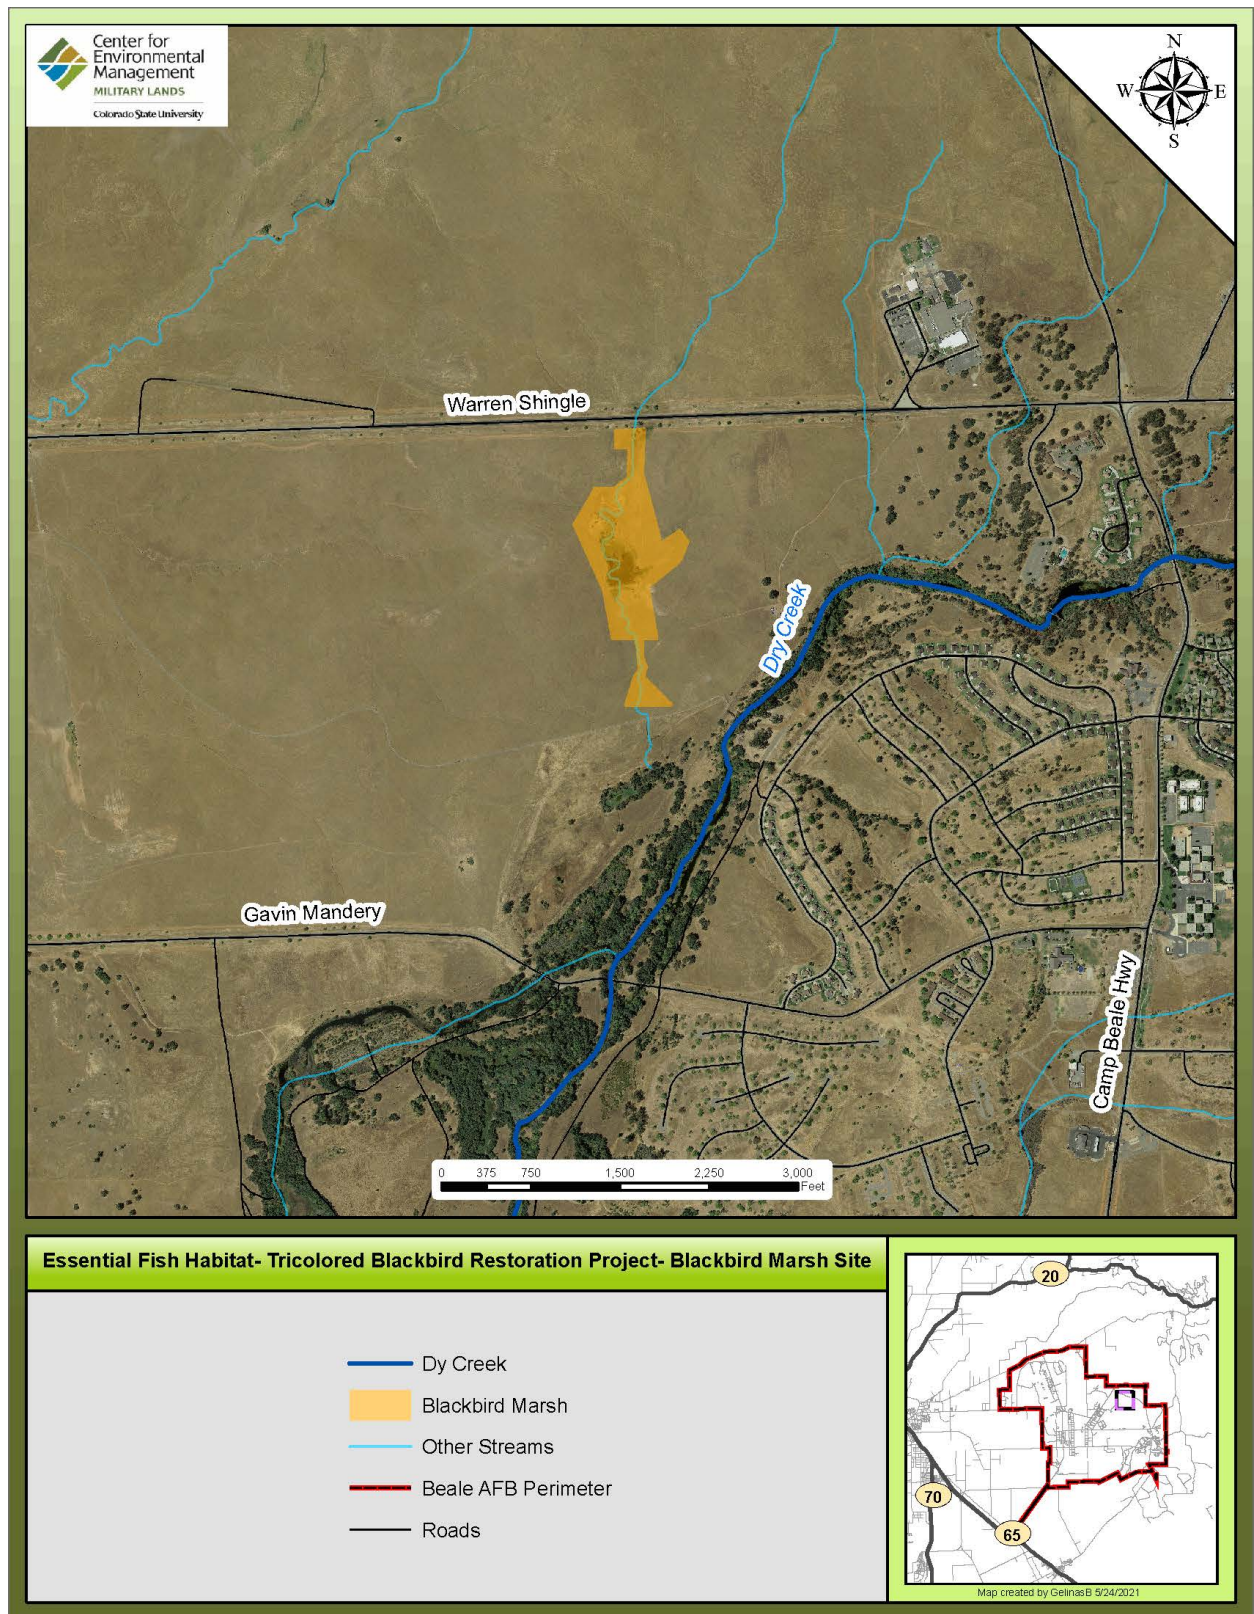 Center for
Environmental
Management
MILITARY LANDS
Colorado State University
N
W
E
S
Warren Shingle
Dry Creek
Gavin Mandery
Camp Beale Hwy
0 375 750 1,500 2,250 3,000
Feet
Essential Fish Habitat- Tricolored Blackbird Restoration Project- Blackbird Marsh Site
Dy Creek
Blackbird Marsh
Other Streams
Beale AFB Perimeter
Roads
20
70
65
Map created by GelinasB 5/24/2021